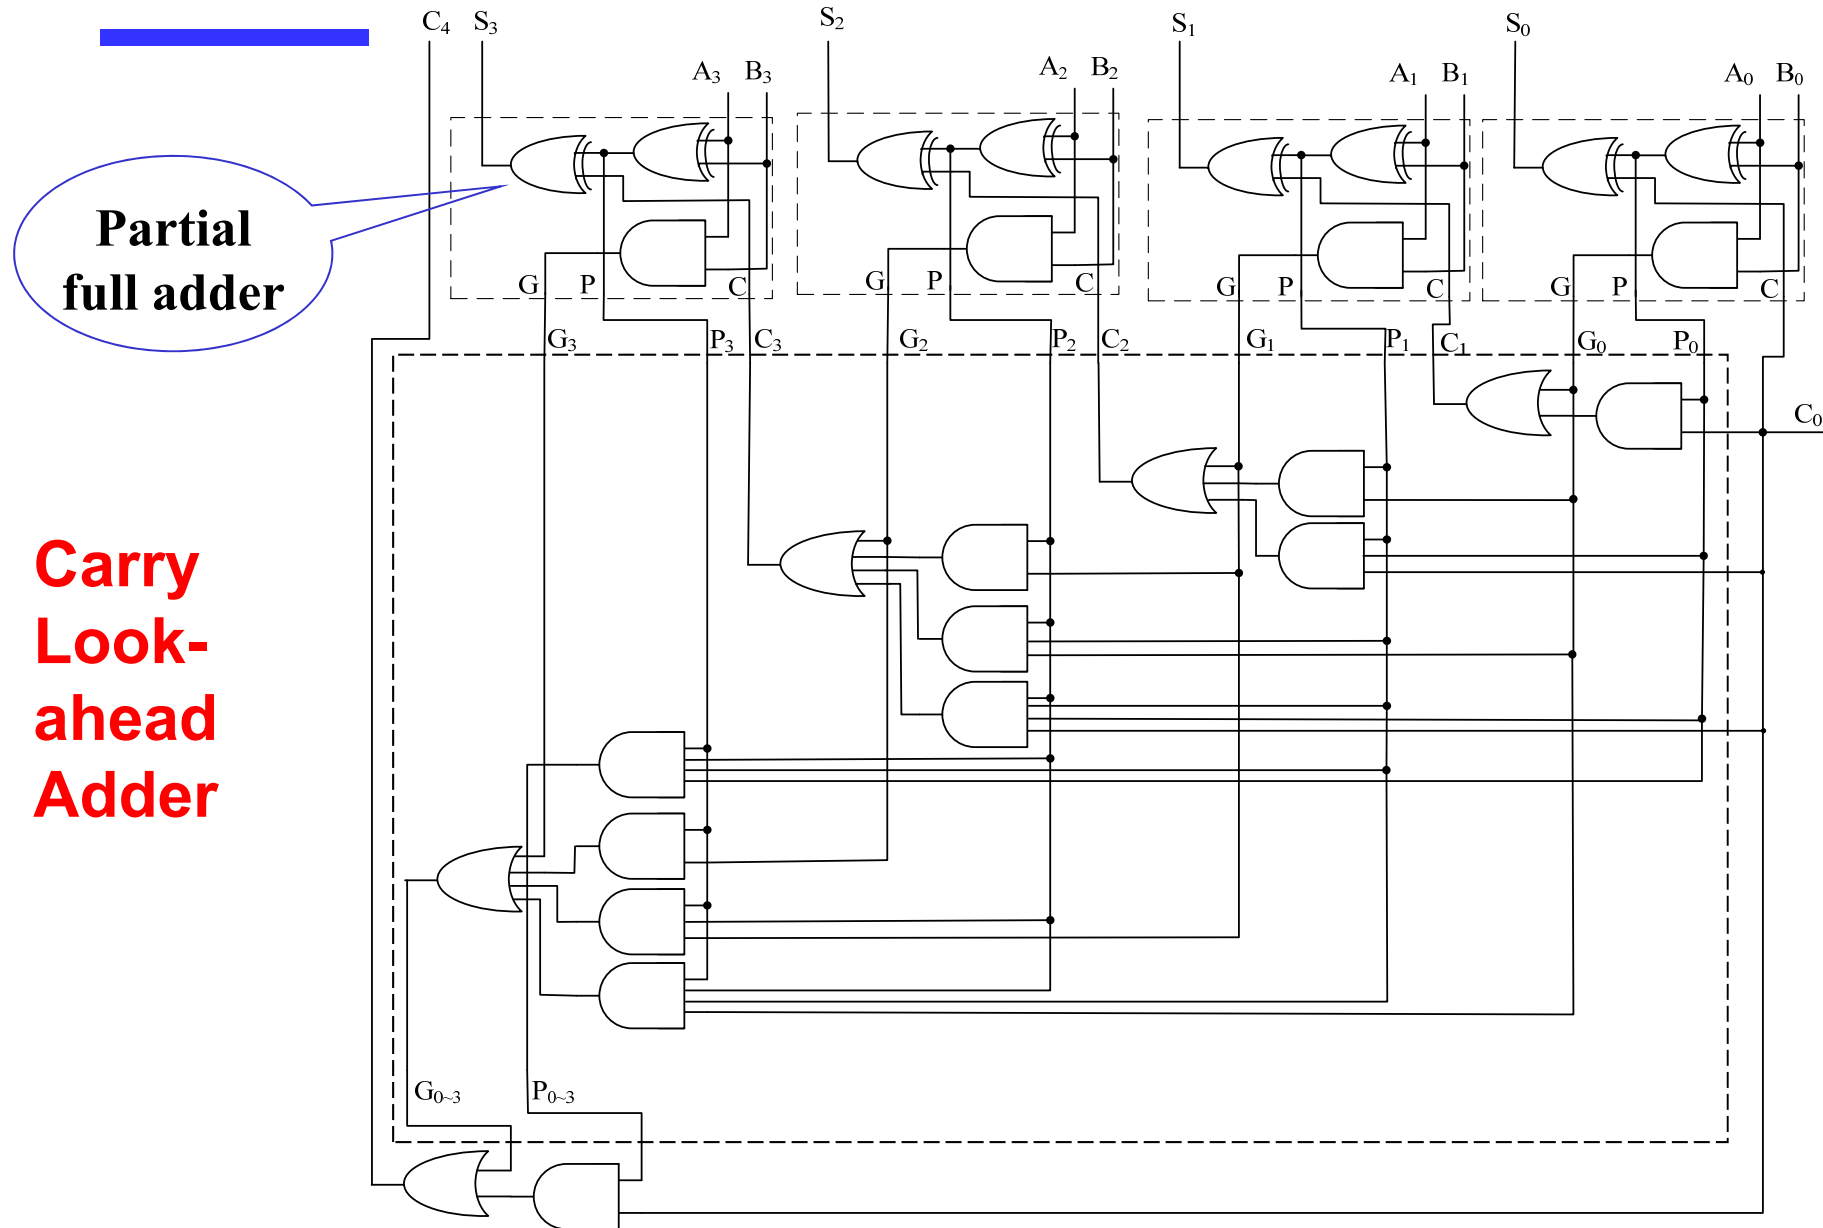 C4 S3 S2 S1 S0
A3 B3 A2 B2 A1 B1 A0 B0
Partial
full adder
G P C G P C G P C G P C
G3 P3 C3 G2 P2 C2 G1 P1 C1 G0 P0
C0
Carry
Look-
ahead
Adder
G0~3 P0~3